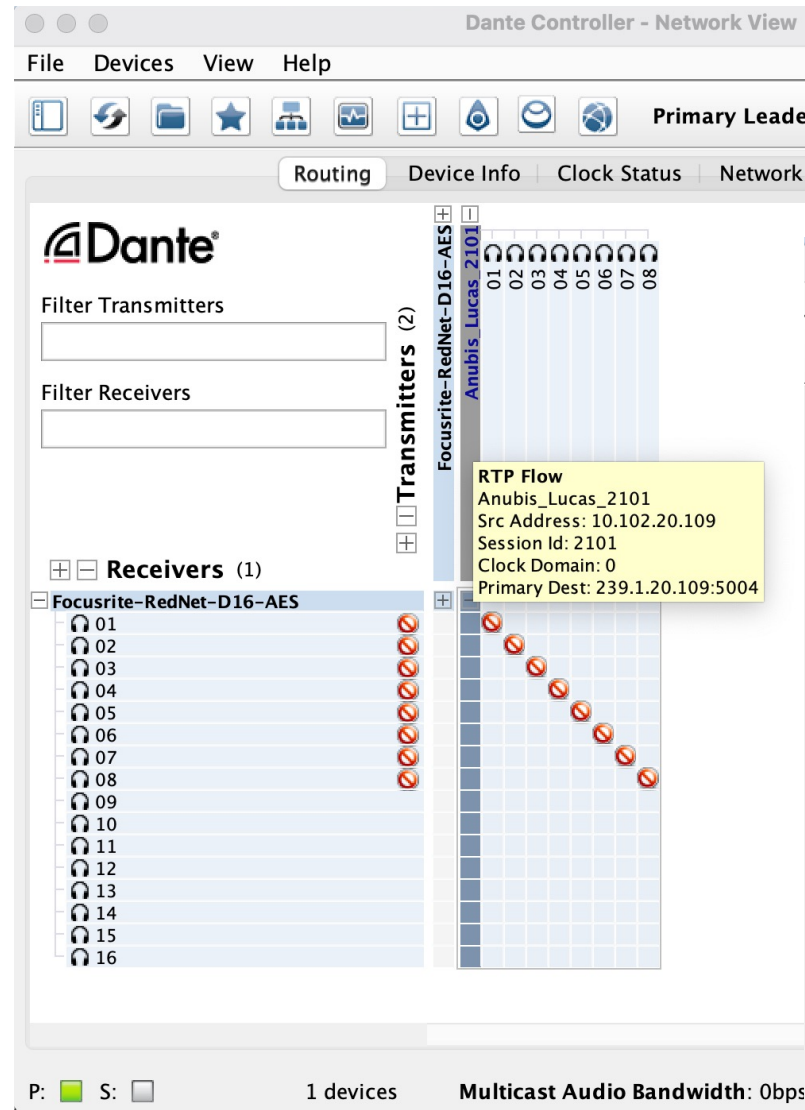 Dante Controller - Network View
File Devices View Help
Primary Leade
Routing Device Info Clock Status Network
Dante®
Filter Transmitters
Filter Receivers
Transmitters (2)
Focusrite-RedNet-D16-AES
Anubis_Lucas_2101
01
02
03
04
05
06
07
08
RTP Flow
Anubis_Lucas_2101
Src Address: 10.102.20.109
Session Id: 2101
Clock Domain: 0
Primary Dest: 239.1.20.109:5004
Receivers (1)
Focusrite-RedNet-D16-AES
01
02
03
04
05
06
07
08
09
10
11
12
13
14
15
16
P: S: 1 devices Multicast Audio Bandwidth: 0bps